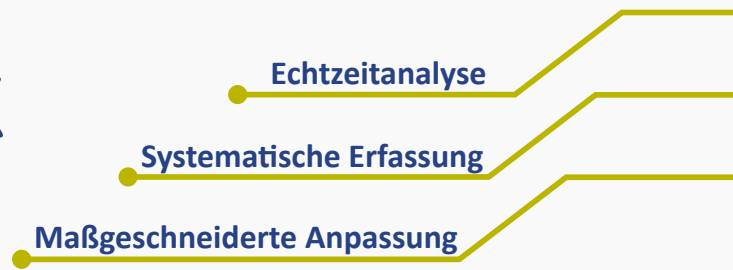 Echtzeitanalyse
Systematische Erfassung
Maßgeschneiderte Anpassung